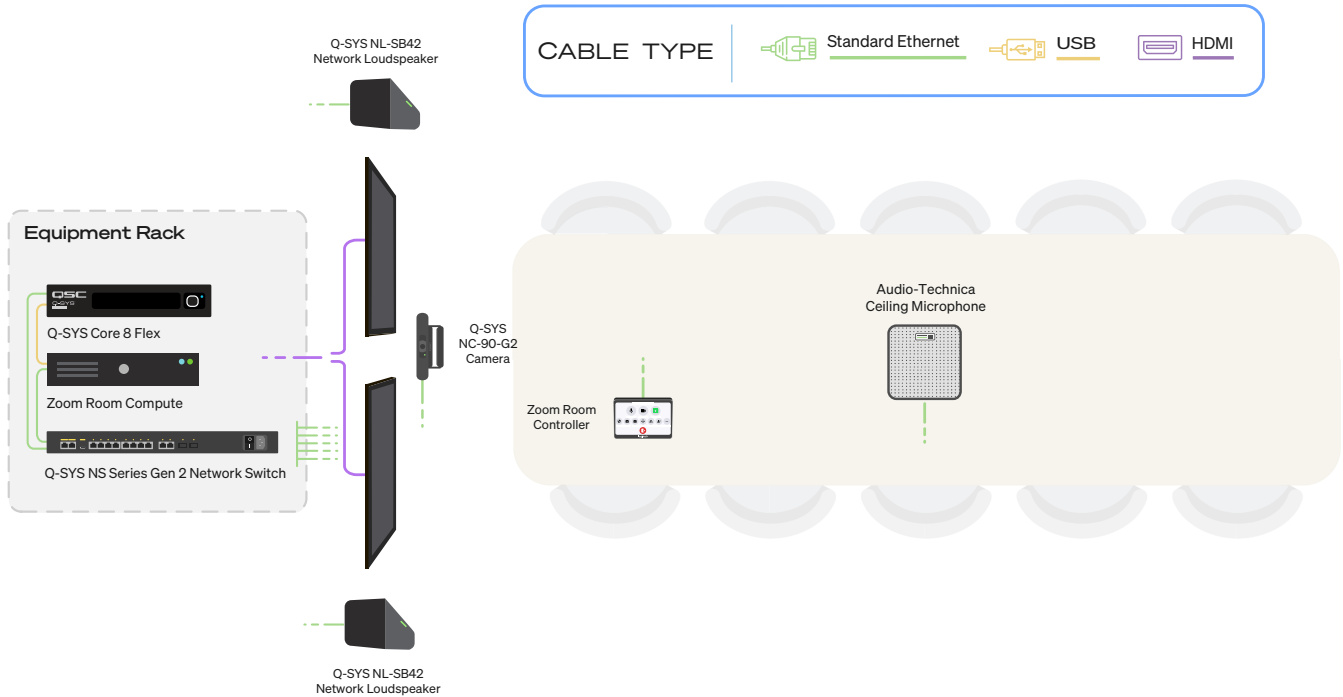 Q-SYS NL-SB42
Network Loudspeaker
CABLE TYPE
Standard Ethernet
USB
HDMI
Equipment Rack
QSC
Q-SYS
Q-SYS Core 8 Flex
Zoom Room Compute
Q-SYS NS Series Gen 2 Network Switch
Q-SYS
NC-90-G2
Camera
Zoom Room
Controller
Audio-Technica
Ceiling Microphone
Q-SYS NL-SB42
Network Loudspeaker